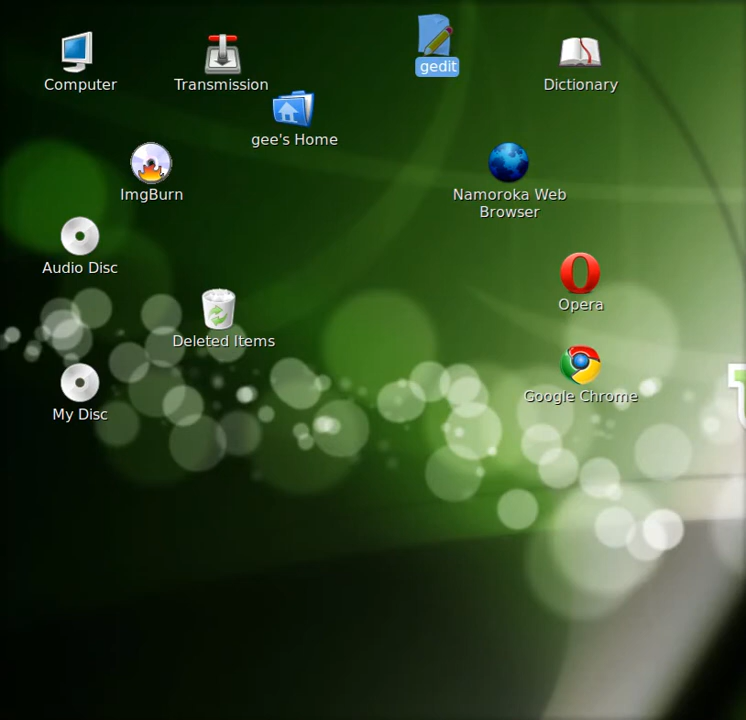 gedit
Computer
Transmission
Dictionary
gee's Home
ImgBurn
Namoroka Web
Browser
Audio Disc
Opera
Deleted Items
Google Chrome
My Disc